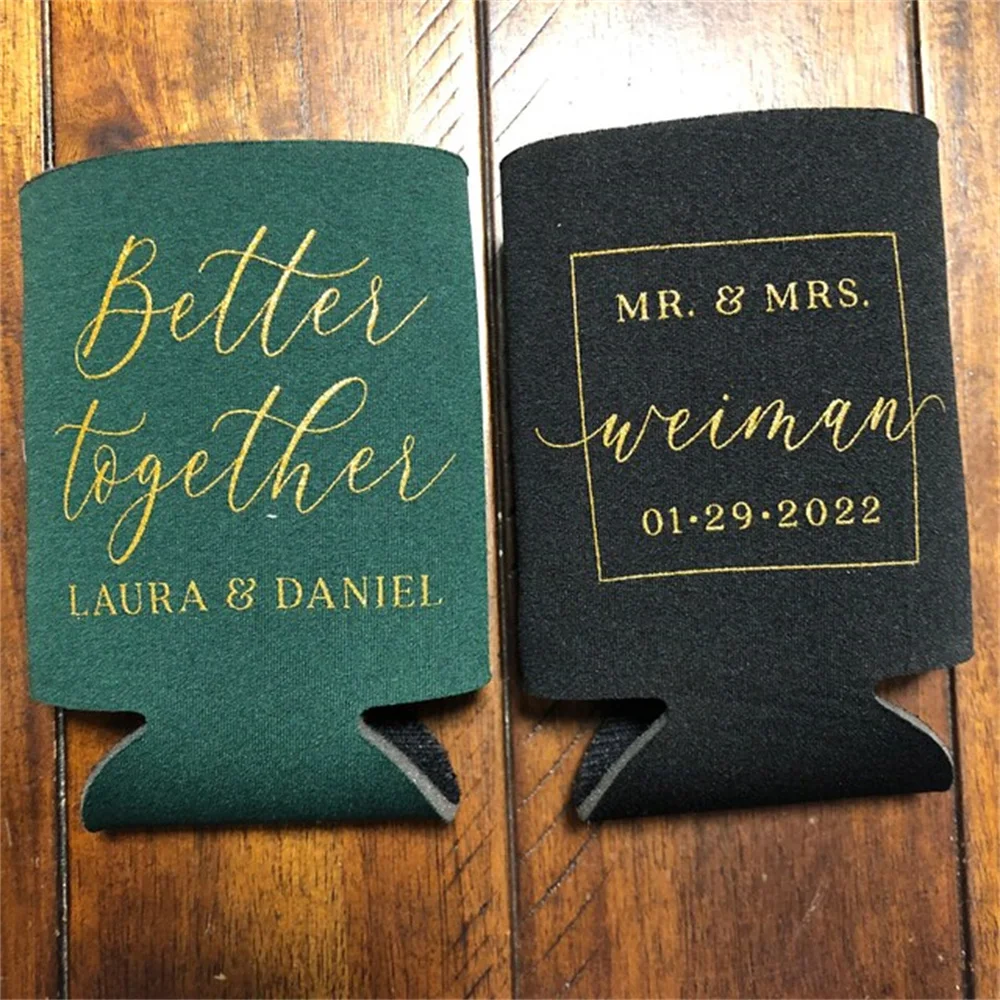 Better
together
LAURA & DANIEL
MR. & MRS.
weiman
01•29•2022